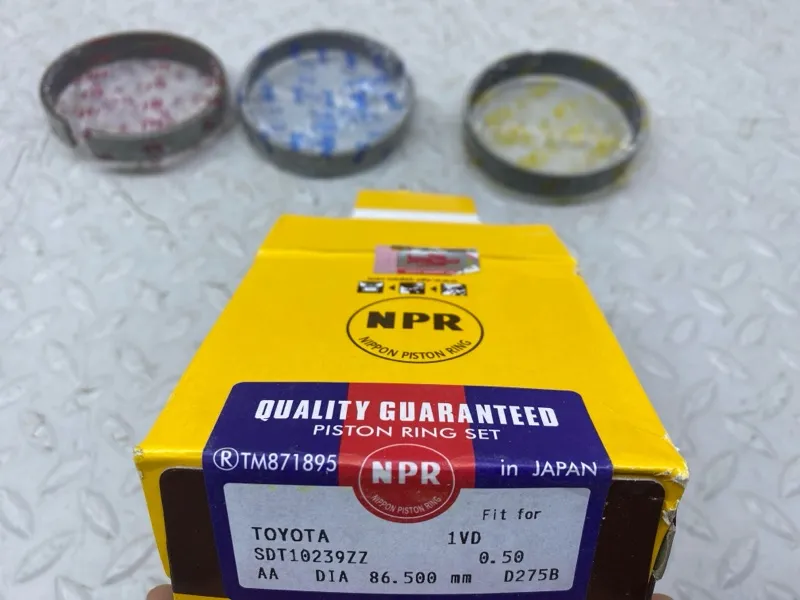 NPR
NIPPON PISTON RING
QUALITY GUARANTEED
PISTON RING SET
®TM871895
NPR
NIPPON PISTON RING
in JAPAN
Fit for
TOYOTA 1VD
SDT10239ZZ 0.50
AA DIA 86.500 mm D275B